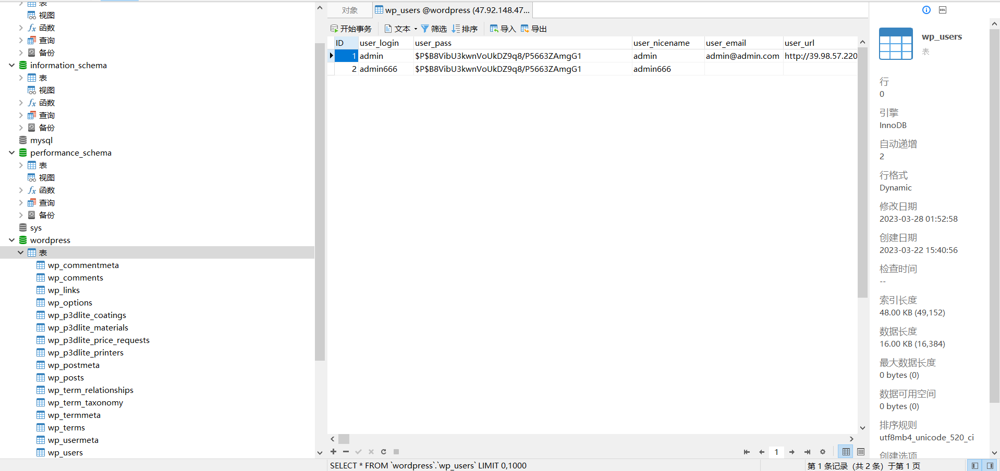 表
视图
函数
查询
备份
information_schema
表
视图
函数
查询
备份
mysql
performance_schema
表
视图
函数
查询
备份
sys
wordpress
表
wp_commentmeta
wp_comments
wp_links
wp_options
wp_p3dlite_coatings
wp_p3dlite_materials
wp_p3dlite_price_requests
wp_p3dlite_printers
wp_postmeta
wp_posts
wp_term_relationships
wp_term_taxonomy
wp_termmeta
wp_terms
wp_usermeta
wp_users
对象 wp_users @wordpress (47.92.148.47...
开始事务 文本 筛选 排序 导入 导出
ID user_login user_pass user_nicename user_email user_url
1 admin $P$B8VibU3kwnVoUkDZ9q8/P5663ZAmgG1 admin admin@admin.com http://39.98.57.220
2 admin666 $P$B8VibU3kwnVoUkDZ9q8/P5663ZAmgG1 admin666
1
SELECT * FROM `wordpress`.`wp_users` LIMIT 0,1000
第 1 条记录 (共 2 条) 于第 1 页
DDL
wp_users
表
行
0
引擎
InnoDB
自动递增
2
行格式
Dynamic
修改日期
2023-03-28 01:52:58
创建日期
2023-03-22 15:40:56
检查时间
--
索引长度
48.00 KB (49,152)
数据长度
16.00 KB (16,384)
最大数据长度
0 bytes (0)
数据可用空间
0 bytes (0)
排序规则
utf8mb4_unicode_520_ci
创建选项